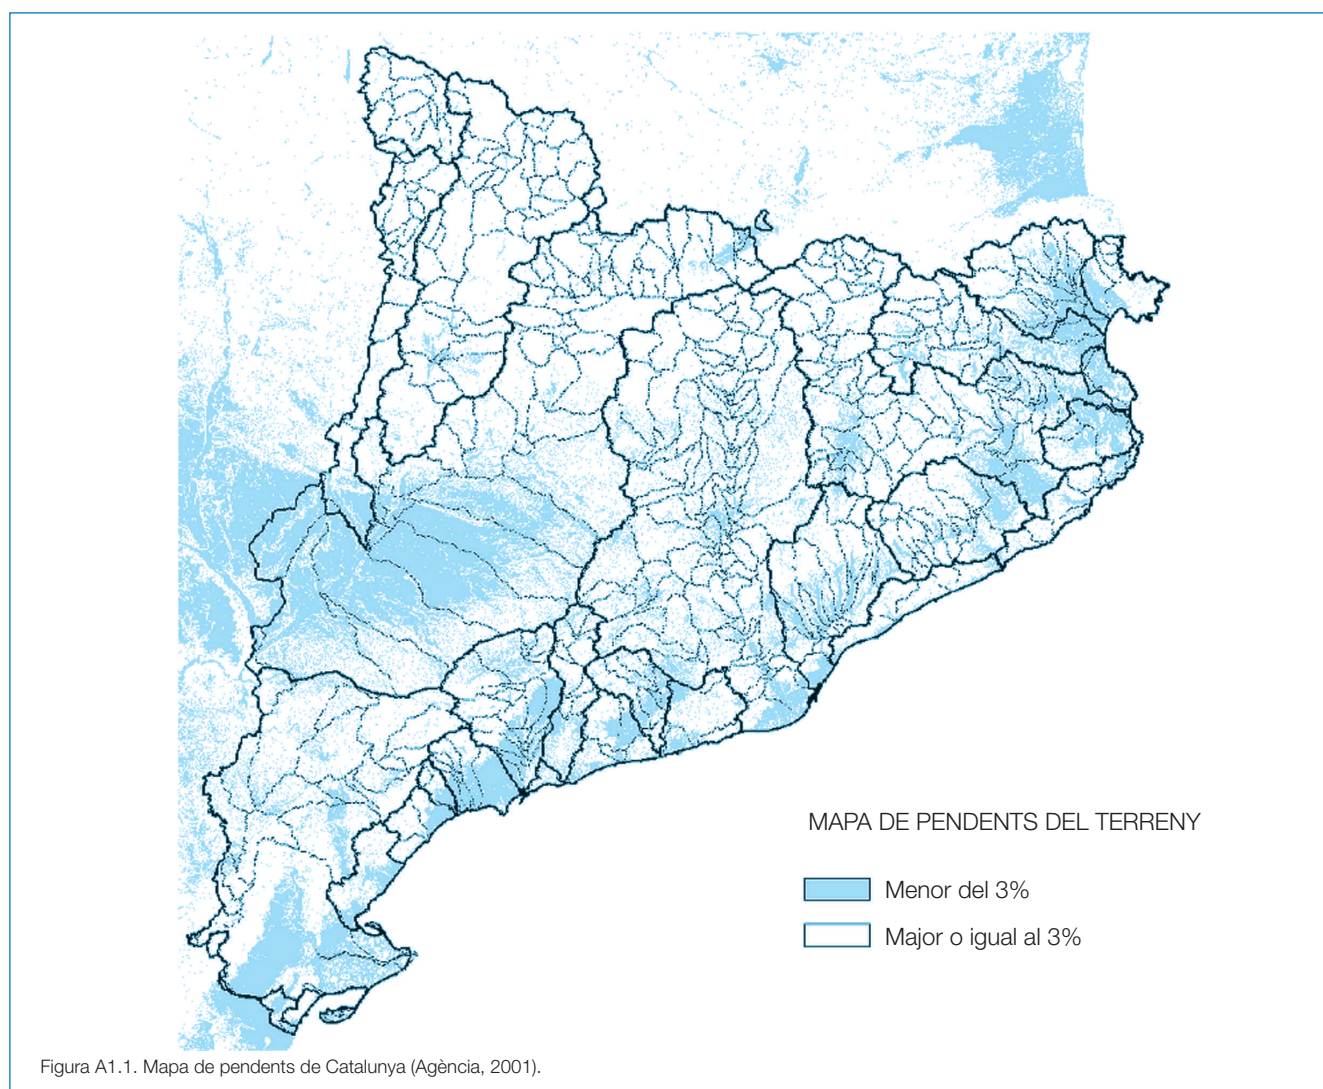 MAPA DE PENDENTS DEL TERRENY
Menor del 3%
Major o igual al 3%
Figura A1.1. Mapa de pendents de Catalunya (Agència, 2001).